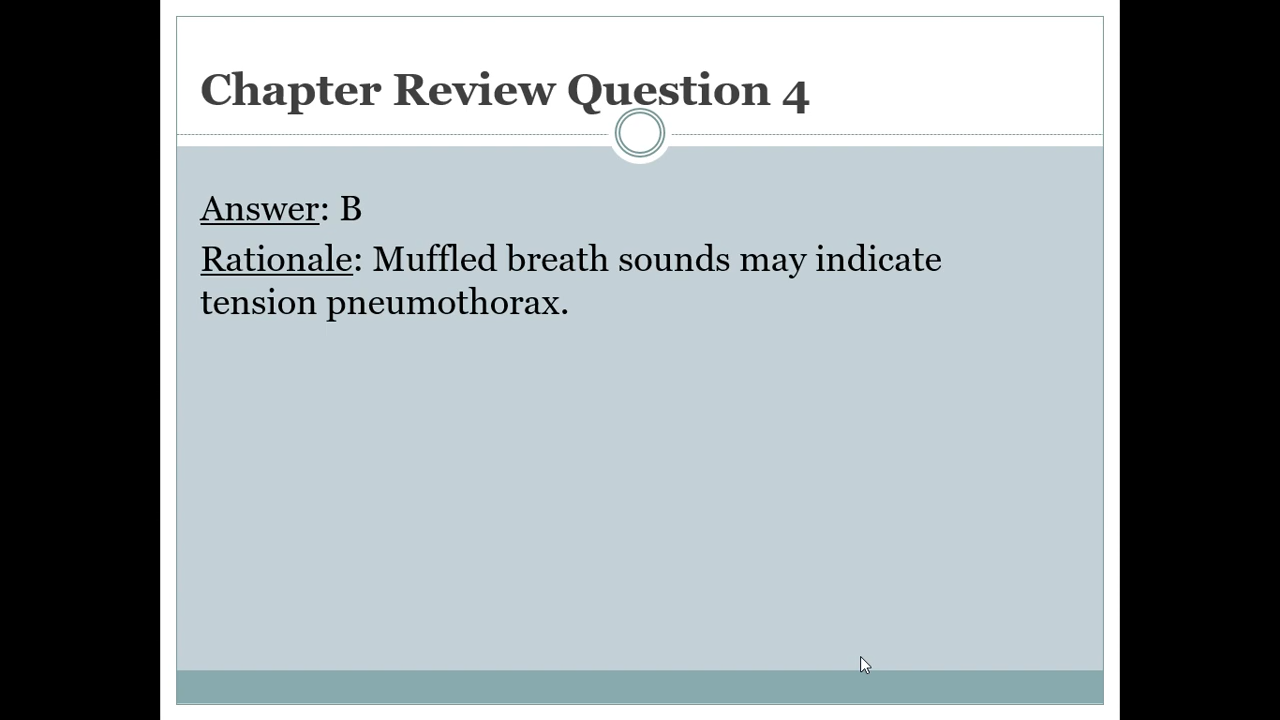 Chapter Review Question 4
Answer: B
Rationale: Muffled breath sounds may indicate
tension pneumothorax.